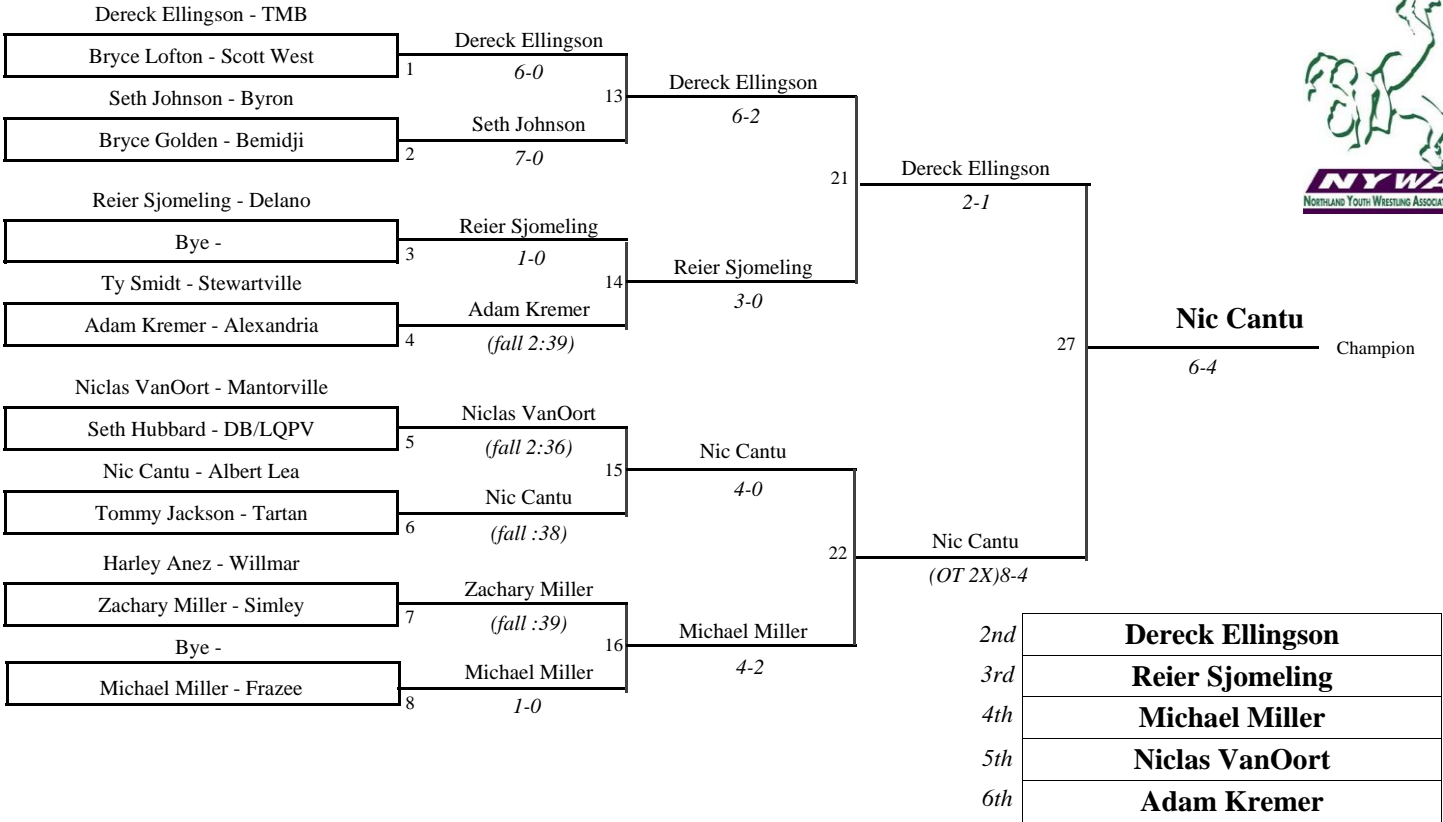 Dereck Ellingson - TMB
Bryce Lofton - Scott West
1
Dereck Ellingson
6-0
Seth Johnson - Byron
Bryce Golden - Bemidji
2
Seth Johnson
7-0
13
Dereck Ellingson
6-2
Reier Sjomeling - Delano
Bye -
3
Reier Sjomeling
1-0
Ty Smidt - Stewartville
Adam Kremer - Alexandria
4
Adam Kremer
(fall 2:39)
14
Reier Sjomeling
3-0
21
Dereck Ellingson
2-1
Niclas VanOort - Mantorville
Seth Hubbard - DB/LQPV
5
Niclas VanOort
(fall 2:36)
Nic Cantu - Albert Lea
Tommy Jackson - Tartan
6
Nic Cantu
(fall :38)
15
Nic Cantu
4-0
Harley Anez - Willmar
Zachary Miller - Simley
7
Zachary Miller
(fall :39)
Bye -
Michael Miller - Frazee
8
Michael Miller
1-0
16
Michael Miller
4-2
22
Nic Cantu
(OT 2X)8-4
27
Nic Cantu
6-4
Champion
NYWA
NORTHLAND YOUTH WRESTLING
2nd Dereck Ellingson
3rd Reier Sjomeling
4th Michael Miller
5th Niclas VanOort
6th Adam Kremer